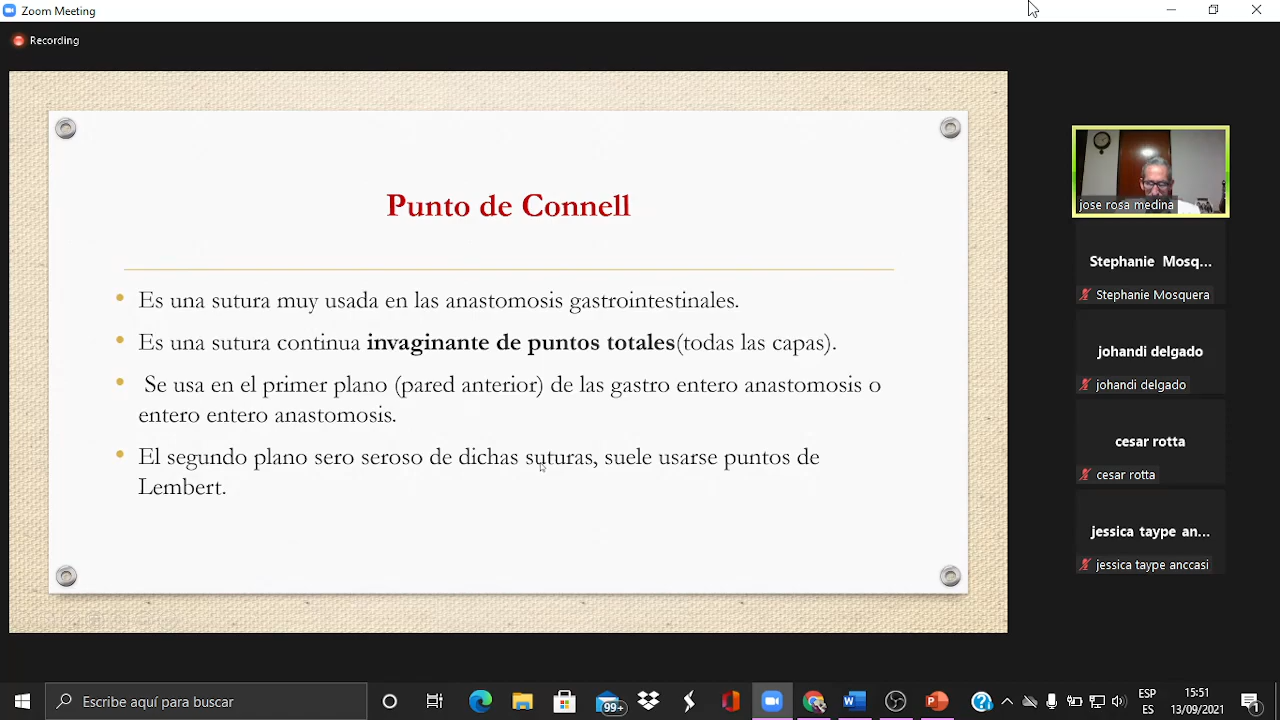 Zoom Meeting
Recording
Punto de Connell
• Es una sutura muy usada en las anastomosis gastrointestinales.
• Es una sutura continua invaginante de puntos totales(todas las capas).
• Se usa en el primer plano (pared anterior) de las gastro entero anastomosis o
entero entero anastomosis.
• El segundo plano sero seroso de dichas suturas, suele usarse puntos de
Lembert.
jose rosa medina
Stephanie Mosq...
Stephanie Mosquera
johandi delgado
johandi delgado
cesar rotta
cesar rotta
jessica taype an...
jessica taype anccasi
Escribe aquí para buscar
99+
ESP
ES
15:51
13/09/2021
1